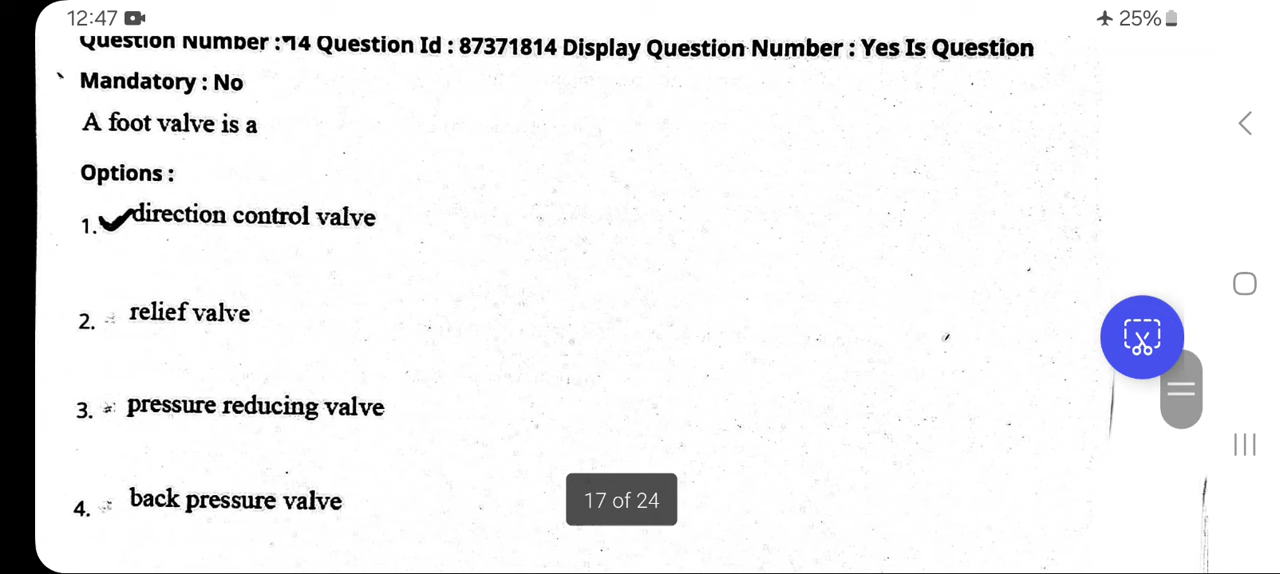 12:47
25%
Question Number : 14 Question Id : 87371814 Display Question Number : Yes Is Question
Mandatory : No
A foot valve is a
Options :
1. direction control valve
2. relief valve
3. pressure reducing valve
4. back pressure valve
17 of 24